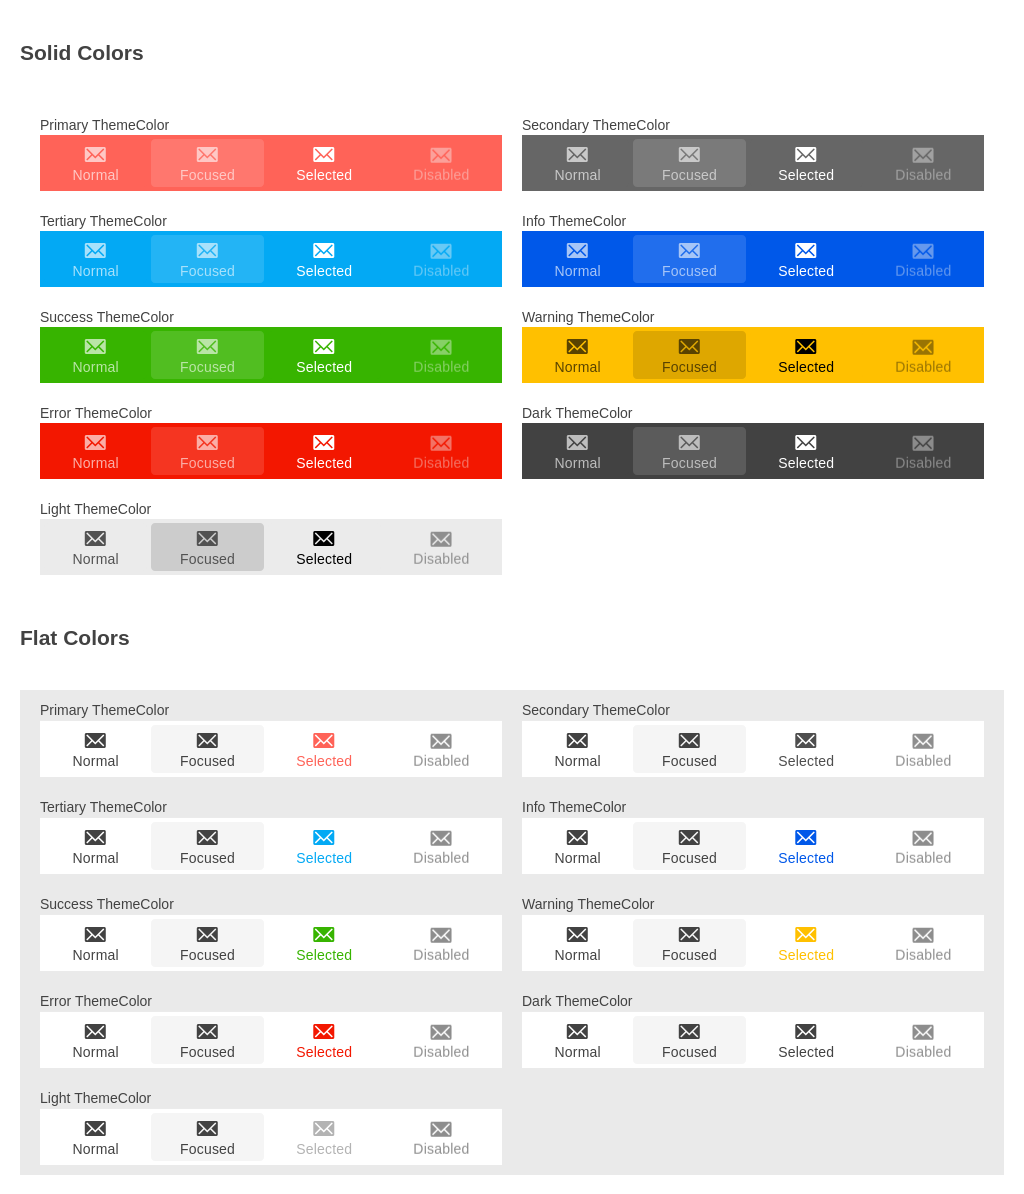 Solid Colors
Primary ThemeColor
Normal Focused Selected Disabled
Secondary ThemeColor
Normal Focused Selected Disabled
Tertiary ThemeColor
Normal Focused Selected Disabled
Info ThemeColor
Normal Focused Selected Disabled
Success ThemeColor
Normal Focused Selected Disabled
Warning ThemeColor
Normal Focused Selected Disabled
Error ThemeColor
Normal Focused Selected Disabled
Dark ThemeColor
Normal Focused Selected Disabled
Light ThemeColor
Normal Focused Selected Disabled
Flat Colors
Primary ThemeColor
Normal Focused Selected Disabled
Secondary ThemeColor
Normal Focused Selected Disabled
Tertiary ThemeColor
Normal Focused Selected Disabled
Info ThemeColor
Normal Focused Selected Disabled
Success ThemeColor
Normal Focused Selected Disabled
Warning ThemeColor
Normal Focused Selected Disabled
Error ThemeColor
Normal Focused Selected Disabled
Dark ThemeColor
Normal Focused Selected Disabled
Light ThemeColor
Normal Focused Selected Disabled